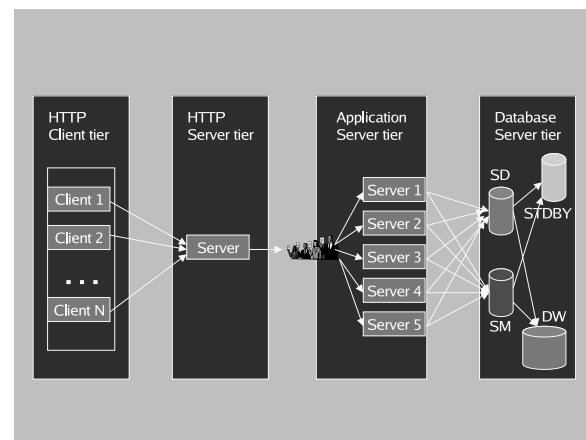 HTTP
Client tier
Client 1
Client 2
...
Client N
HTTP
Server tier
Server
Application
Server tier
Server 1
Server 2
Server 3
Server 4
Server 5
Database
Server tier
SD
STDBY
SM
DW